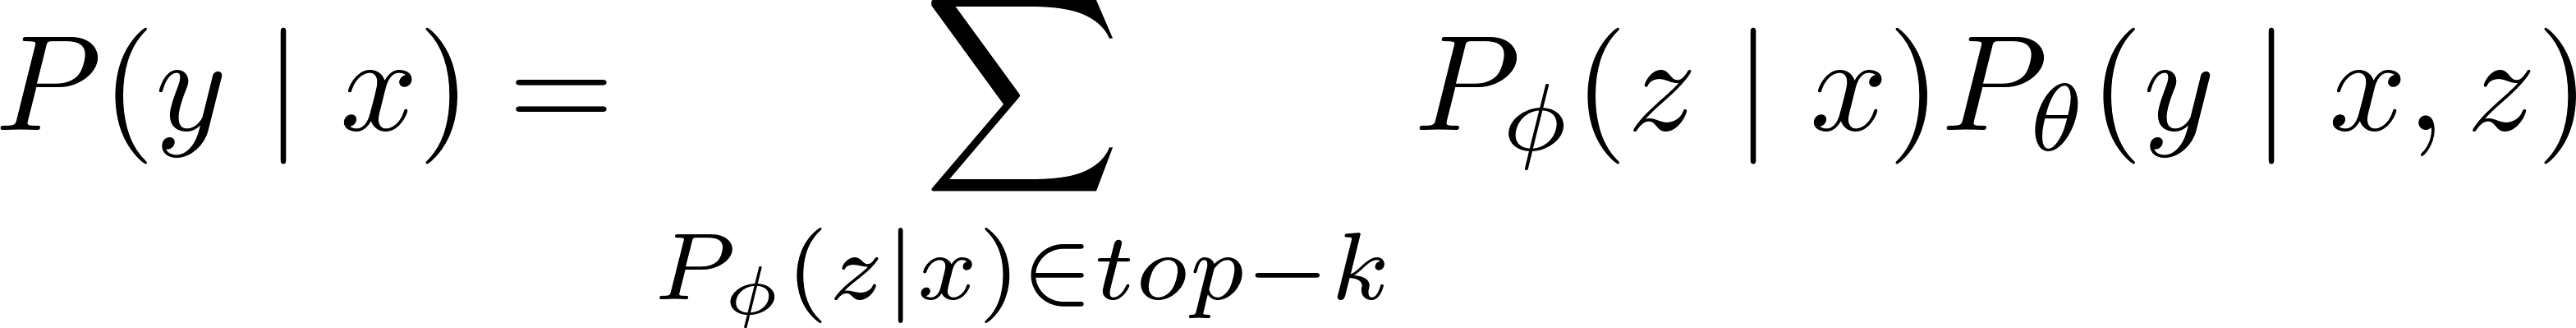 P(y | x) = ∑ P_ϕ(z | x)P_θ(y | x, z)
P_ϕ(z|x)∈top−k